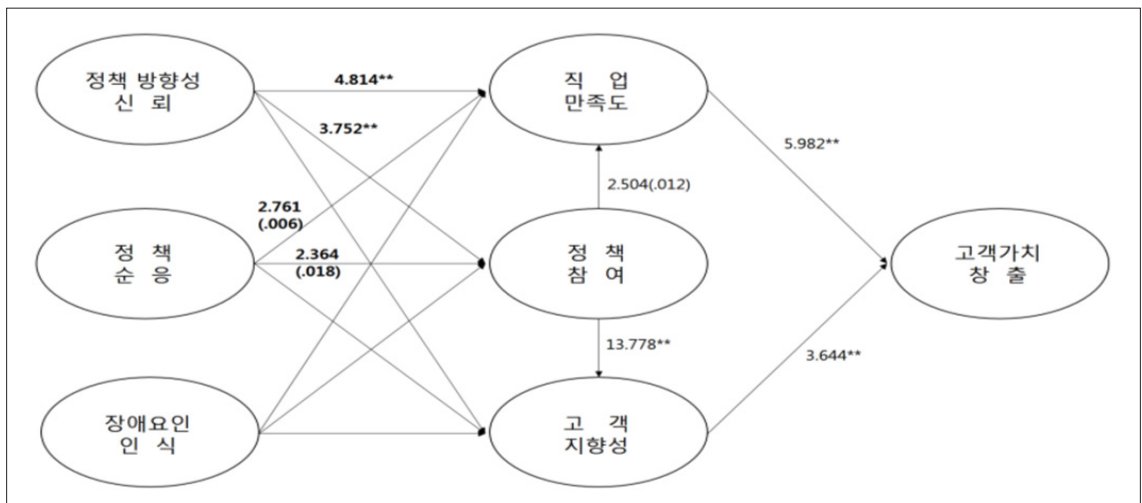 정책 방향성
신 뢰
4.814**
직 업
만족도
3.752**
5.982**
2.504(.012)
2.761
(.006)
정 책
순 응
2.364
(.018)
정 책
참 여
고객가치
창 출
13.778**
3.644**
장애요인
인 식
고 객
지향성